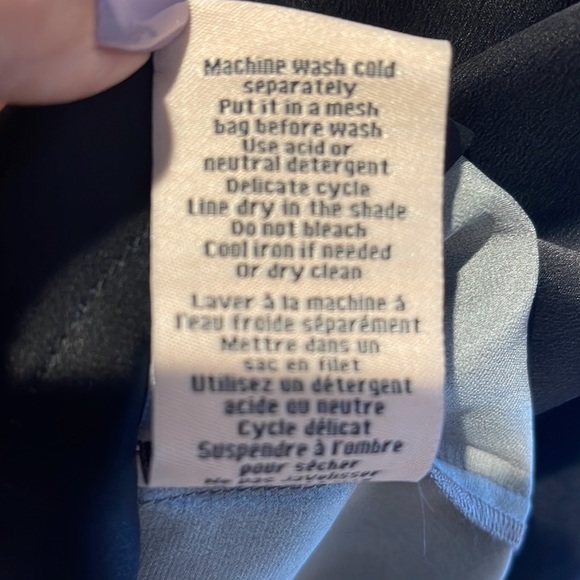 Machine wash cold
separately
Put it in a mesh
bag before wash
Use acid or
neutral detergent
Delicate cycle
Line dry in the shade
Do not bleach
Cool iron if needed
Or dry clean
Laver à la machine à
l'eau froide séparément
Mettre dans un
sac en filet
Utilisez un détergent
acide ou neutre
Cycle délicat
Suspendre à l'ombre
pour sécher
Ne pas javelisser